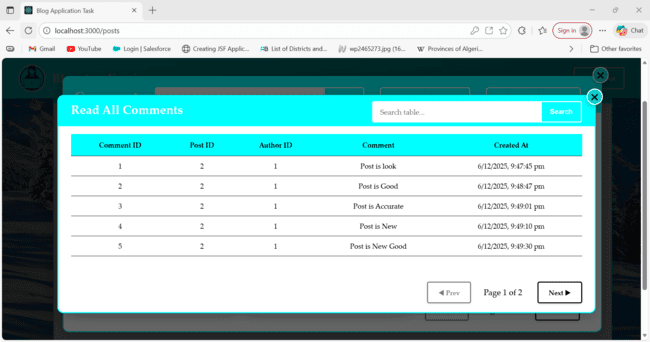 Blog Application Task
localhost:3000/posts
Sign in
Chat
Gmail
YouTube
Login | Salesforce
Creating JSF Applic...
List of Districts and...
wp2465273.jpg (16...
Provinces of Algeri...
Other favorites
Read All Comments
Search table...
Search
Comment ID Post ID Author ID Comment Created At
1 2 1 Post is look 6/12/2025, 9:47:45 pm
2 2 1 Post is Good 6/12/2025, 9:48:47 pm
3 2 1 Post is Accurate 6/12/2025, 9:49:01 pm
4 2 1 Post is New 6/12/2025, 9:49:10 pm
5 2 1 Post is New Good 6/12/2025, 9:49:30 pm
◀ Prev Page 1 of 2 Next ▶